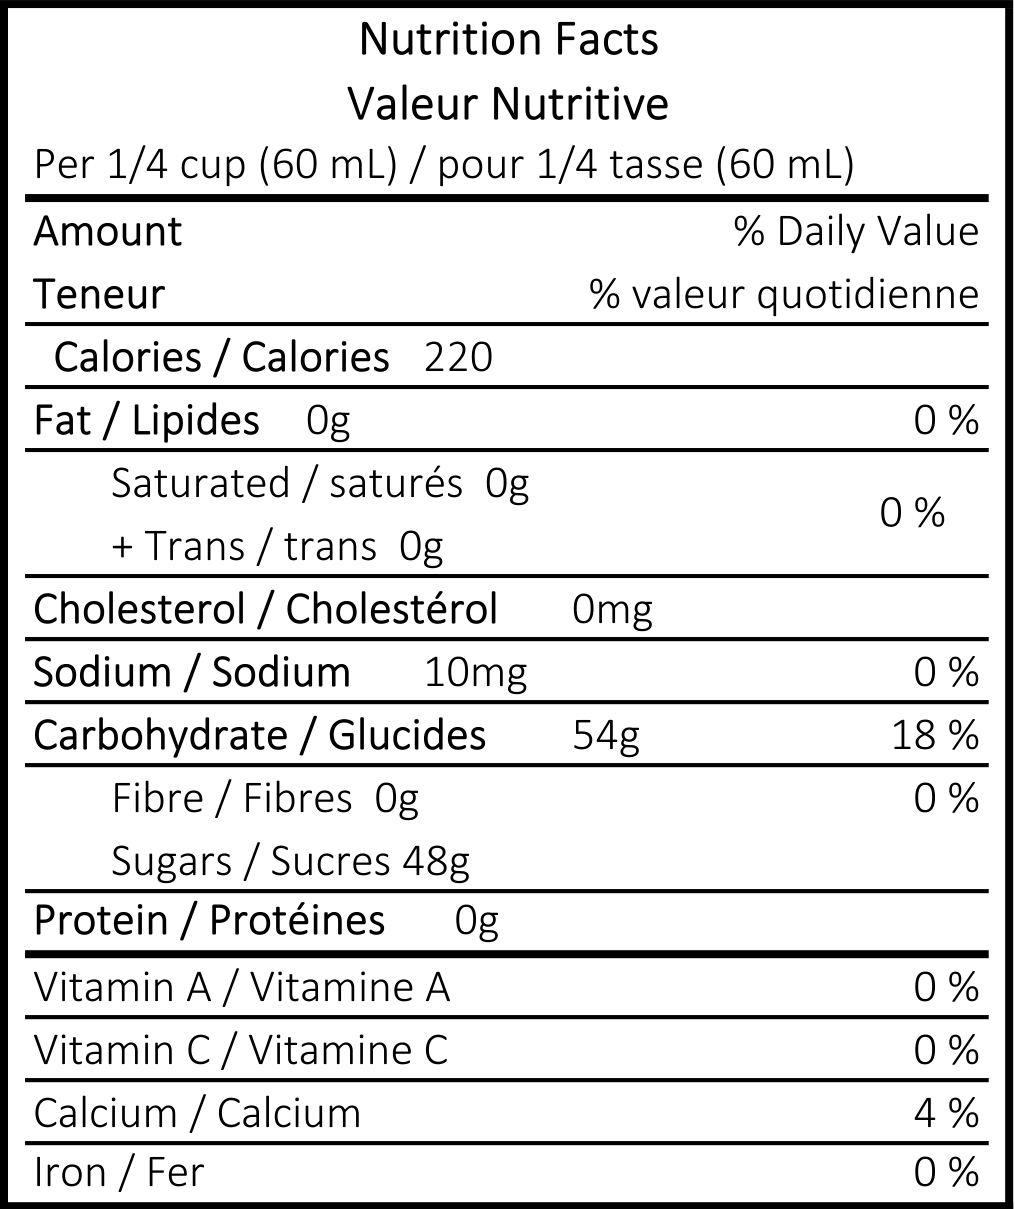 Nutrition Facts
Valeur Nutritive
Per 1/4 cup (60 mL) / pour 1/4 tasse (60 mL)
Amount % Daily Value
Teneur % valeur quotidienne
Calories / Calories 220
Fat / Lipides 0g 0 %
Saturated / saturés 0g
0 %
+ Trans / trans 0g
Cholesterol / Cholestérol 0mg
Sodium / Sodium 10mg 0 %
Carbohydrate / Glucides 54g 18 %
Fibre / Fibres 0g 0 %
Sugars / Sucres 48g
Protein / Protéines 0g
Vitamin A / Vitamine A 0 %
Vitamin C / Vitamine C 0 %
Calcium / Calcium 4 %
Iron / Fer 0 %